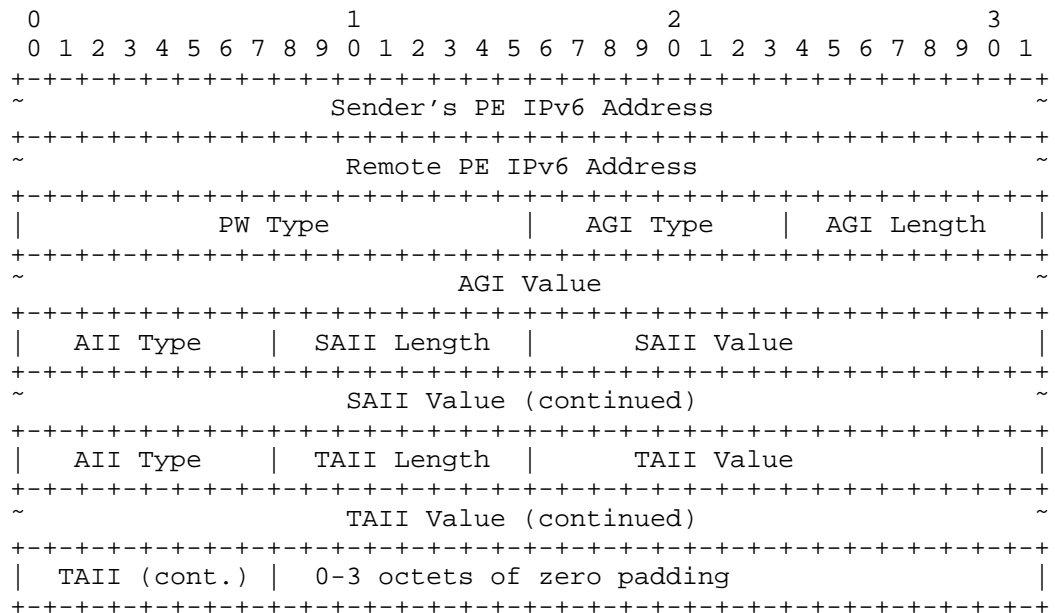 0                   1                   2                   3
0 1 2 3 4 5 6 7 8 9 0 1 2 3 4 5 6 7 8 9 0 1 2 3 4 5 6 7 8 9 0 1
+-+-+-+-+-+-+-+-+-+-+-+-+-+-+-+-+-+-+-+-+-+-+-+-+-+-+-+-+-+-+-+-+
~                    Sender's PE IPv6 Address                     ~
+-+-+-+-+-+-+-+-+-+-+-+-+-+-+-+-+-+-+-+-+-+-+-+-+-+-+-+-+-+-+-+-+
~                     Remote PE IPv6 Address                      ~
+-+-+-+-+-+-+-+-+-+-+-+-+-+-+-+-+-+-+-+-+-+-+-+-+-+-+-+-+-+-+-+-+
|             PW Type             |   AGI Type    |  AGI Length   |
+-+-+-+-+-+-+-+-+-+-+-+-+-+-+-+-+-+-+-+-+-+-+-+-+-+-+-+-+-+-+-+-+
~                            AGI Value                            ~
+-+-+-+-+-+-+-+-+-+-+-+-+-+-+-+-+-+-+-+-+-+-+-+-+-+-+-+-+-+-+-+-+
|   AII Type    |  SAII Length  |      SAII Value               |
+-+-+-+-+-+-+-+-+-+-+-+-+-+-+-+-+-+-+-+-+-+-+-+-+-+-+-+-+-+-+-+-+
~                     SAII Value (continued)                      ~
+-+-+-+-+-+-+-+-+-+-+-+-+-+-+-+-+-+-+-+-+-+-+-+-+-+-+-+-+-+-+-+-+
|   AII Type    |  TAII Length  |      TAII Value               |
+-+-+-+-+-+-+-+-+-+-+-+-+-+-+-+-+-+-+-+-+-+-+-+-+-+-+-+-+-+-+-+-+
~                     TAII Value (continued)                      ~
+-+-+-+-+-+-+-+-+-+-+-+-+-+-+-+-+-+-+-+-+-+-+-+-+-+-+-+-+-+-+-+-+
|  TAII (cont.) |  0-3 octets of zero padding                   |
+-+-+-+-+-+-+-+-+-+-+-+-+-+-+-+-+-+-+-+-+-+-+-+-+-+-+-+-+-+-+-+-+